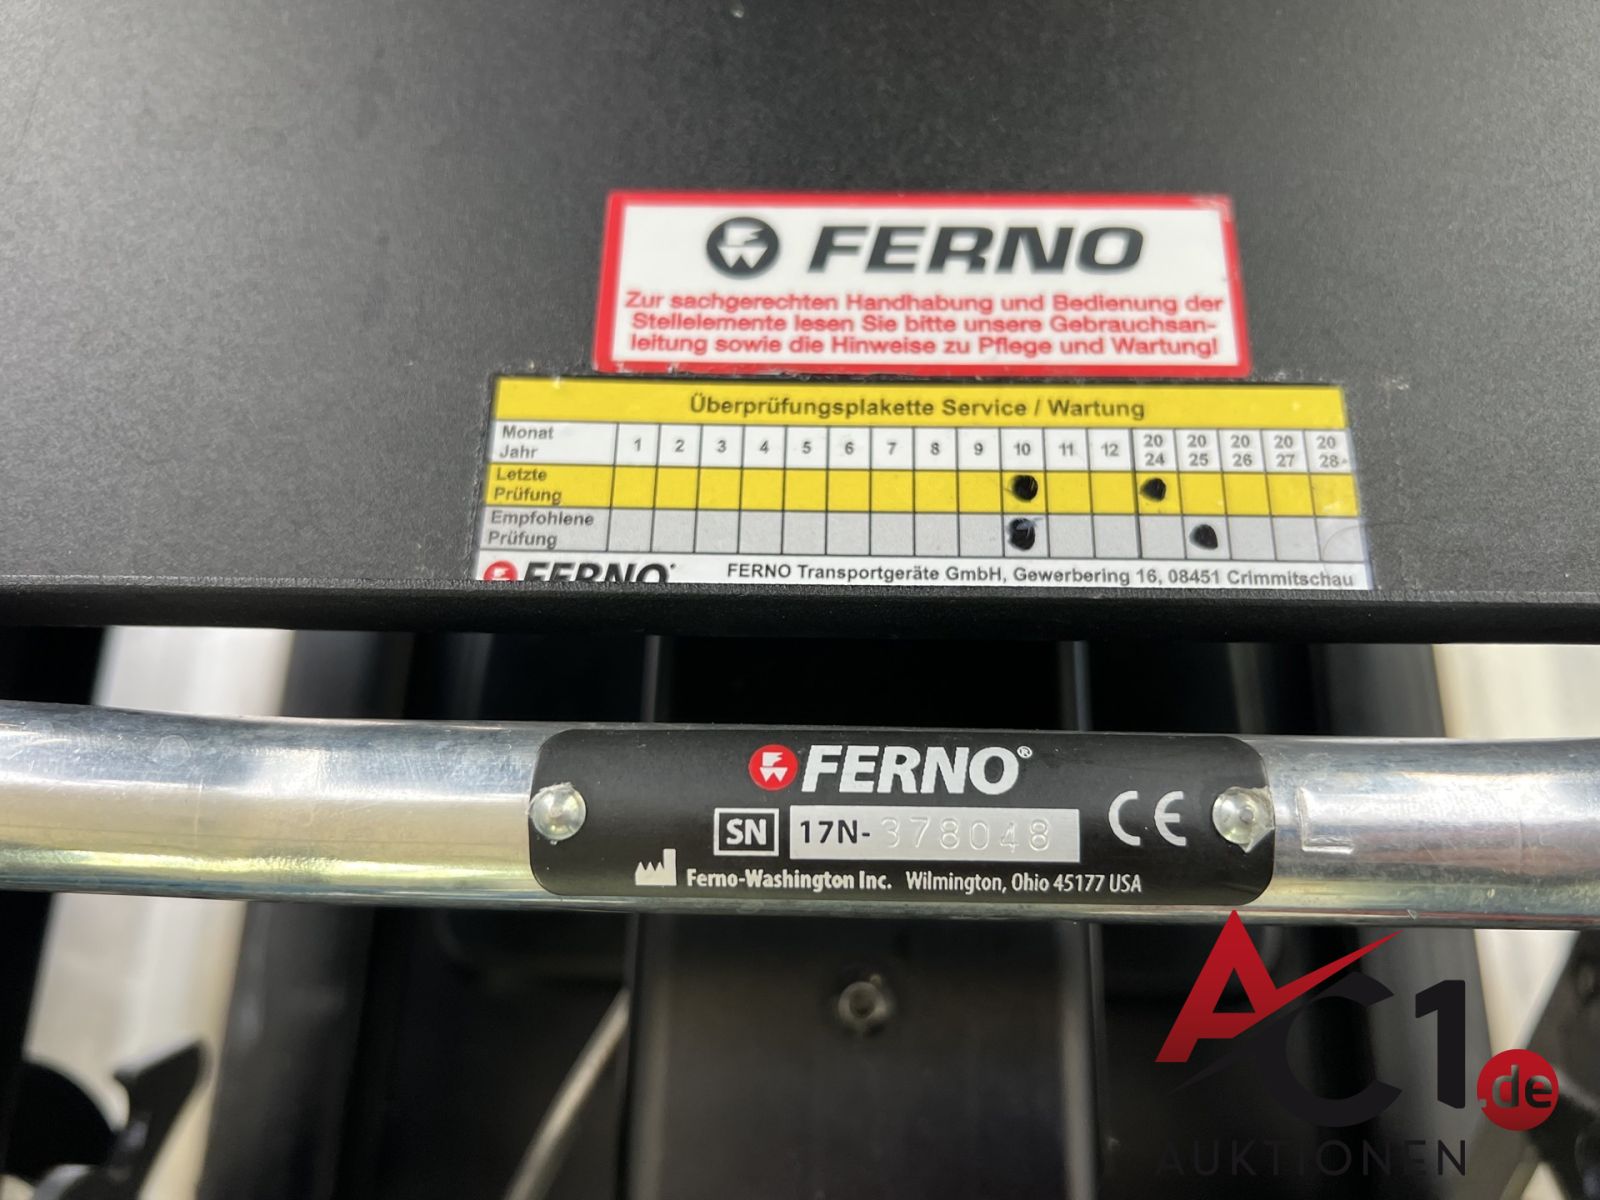 FERNO
Zur sachgerechten Handhabung und Bedienung der
Stellelemente lesen Sie bitte unsere Gebrauchsan-
leitung sowie die Hinweise zu Pflege und Wartung!
Überprüfungsplakette Service / Wartung
Monat
Jahr 1 2 3 4 5 6 7 8 9 10 11 12 20 24 20 25 20 26 20 27 20 28
Letzte
Prüfung
Empfohlene
Prüfung
FERNO FERNO Transportgeräte GmbH, Gewerbering 16, 08451 Crimmitschau
FERNO®
SN 17N-378048 CE
Ferno-Washington Inc. Wilmington, Ohio 45177 USA
L
AC1.de
AUKTIONEN